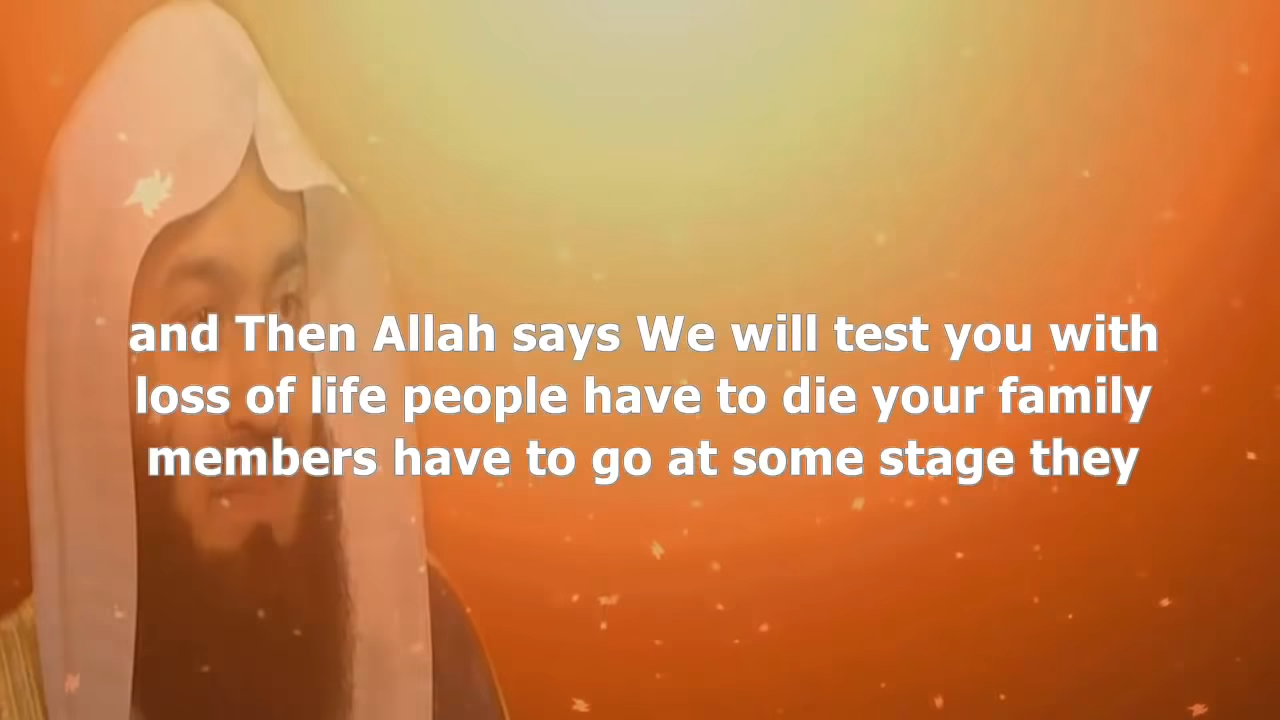 and Then Allah says We will test you with
loss of life people have to die your family
members have to go at some stage they